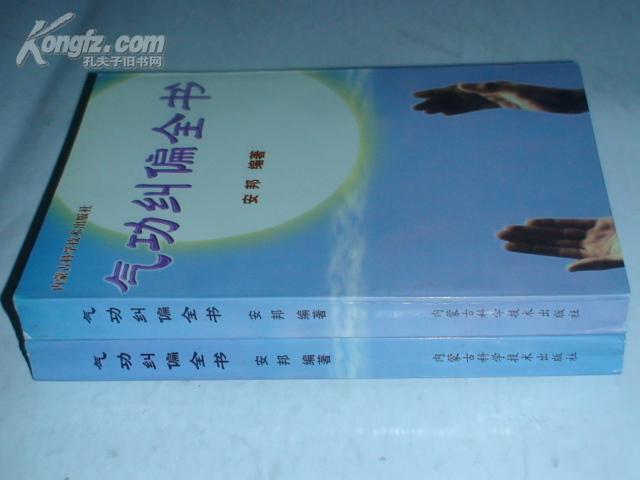 Kongfz.com
孔夫子旧书网
气功纠偏全书
安邦 编著
内蒙古科学技术出版社
气功纠偏全书 安邦 编著 内蒙古科学技术出版社
气功纠偏全书 安邦 编著 内蒙古科学技术出版社